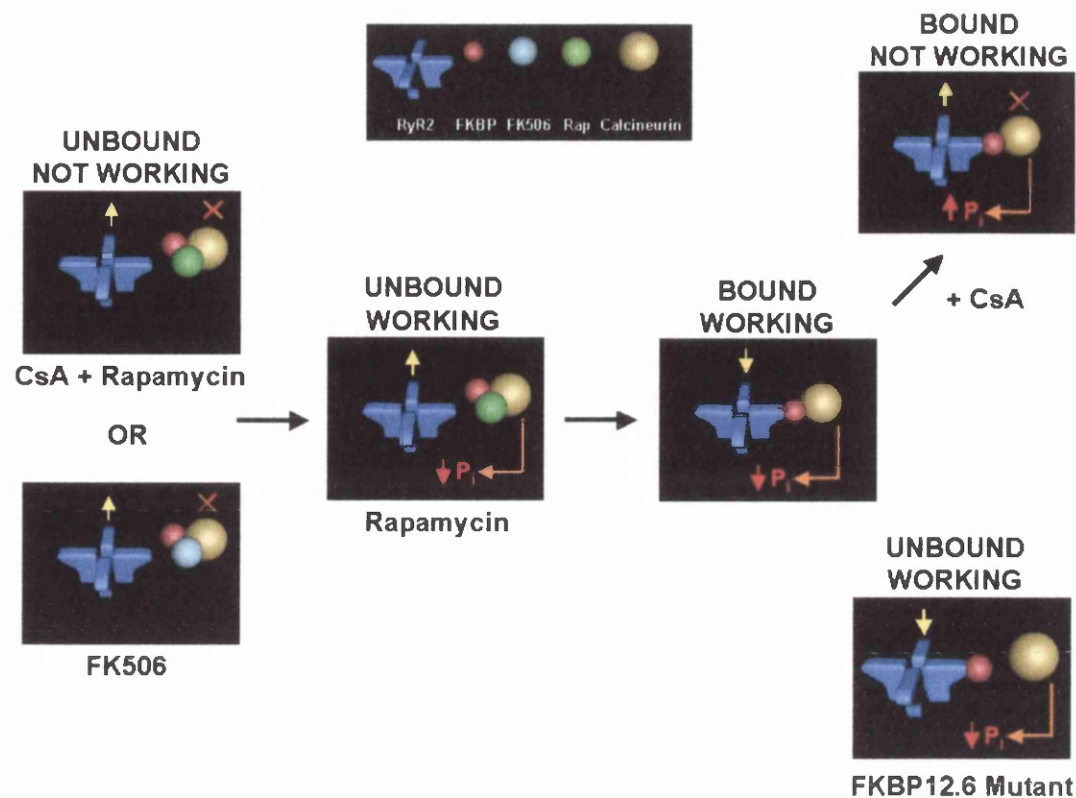 RyR2 FKBP FK506 Rap Calcineurin
BOUND
NOT WORKING
↑ Pi
+ CsA
UNBOUND
NOT WORKING
CsA + Rapamycin
OR
FK506
UNBOUND
WORKING
↓ Pi
Rapamycin
BOUND
WORKING
↓ Pi
UNBOUND
WORKING
↓ Pi
FKBP12.6 Mutant